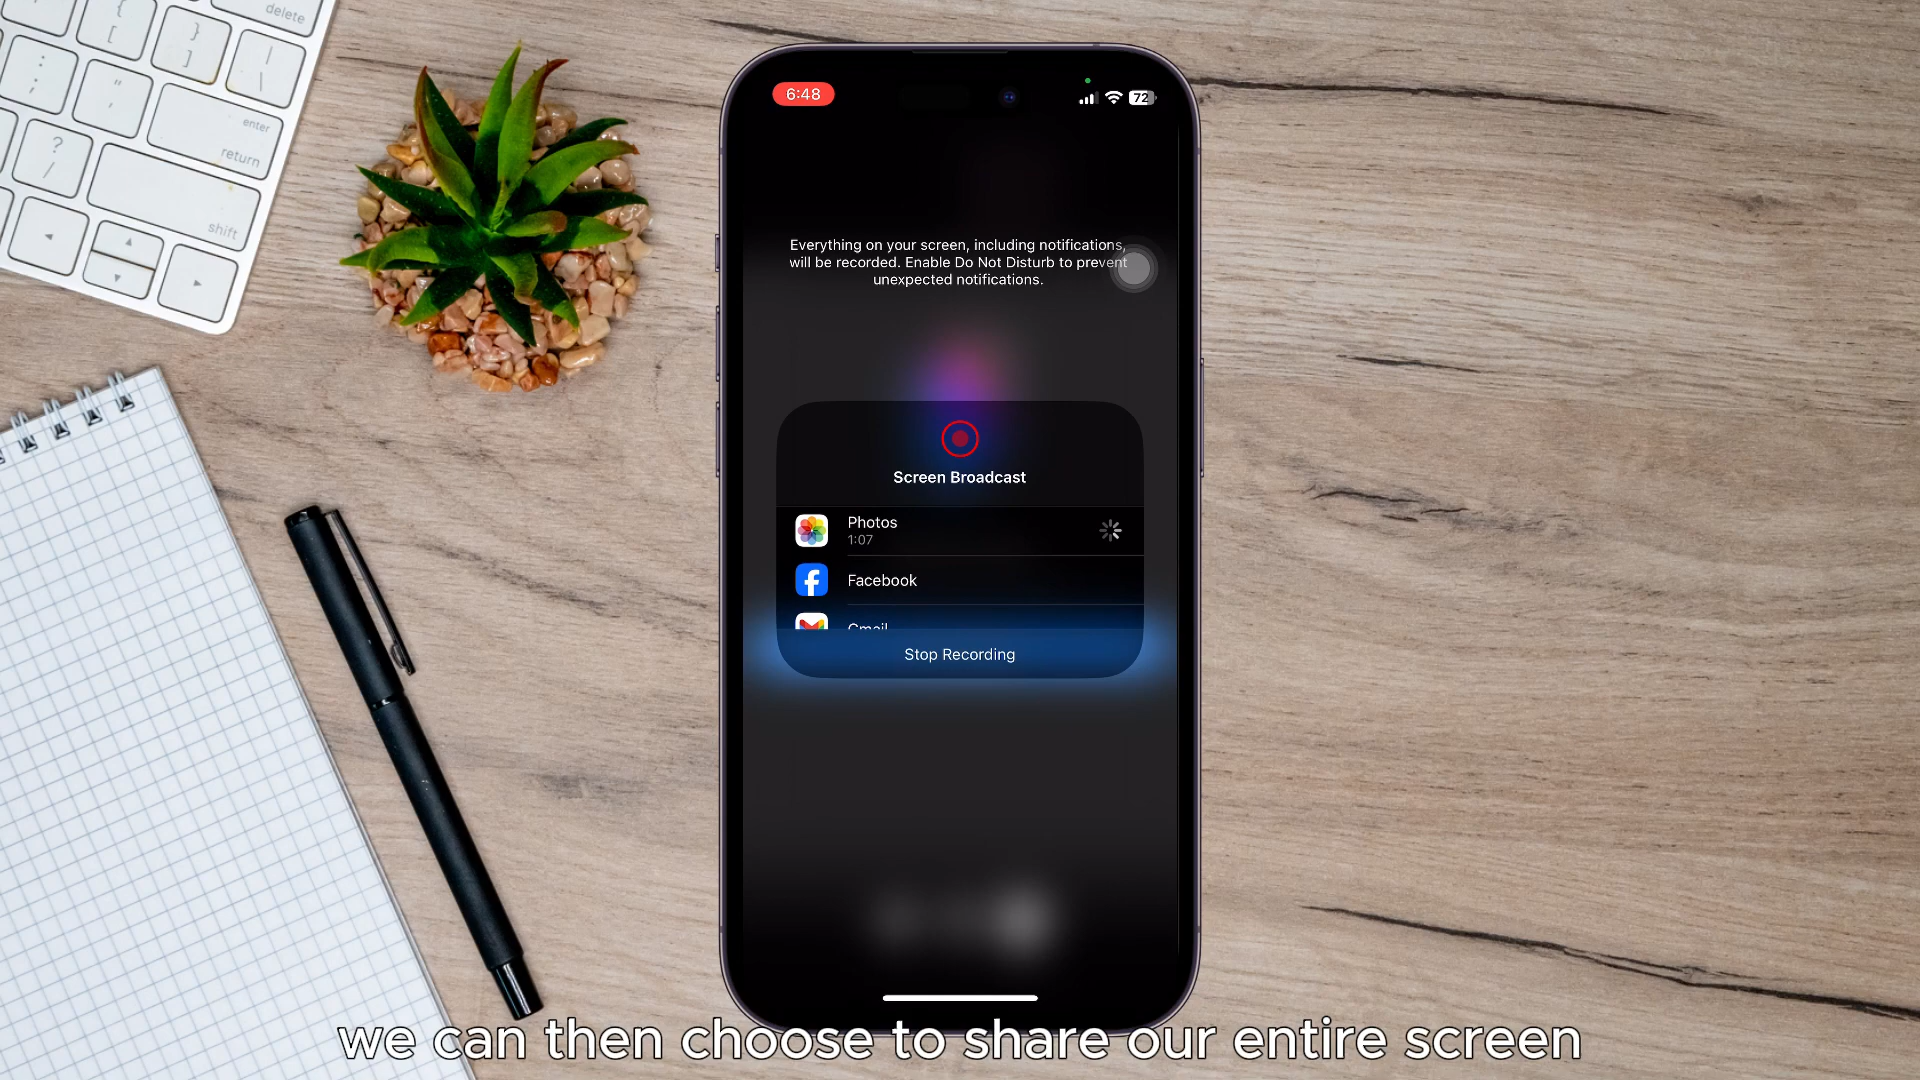 delete
{
[
}
]
|
\
:
;
"
'
enter
return
?
/
shift
6:48
72
Everything on your screen, including notifications,
will be recorded. Enable Do Not Disturb to prevent
unexpected notifications.
Screen Broadcast
Photos
1:07
Facebook
Gmail
Stop Recording
we can then choose to share our entire screen